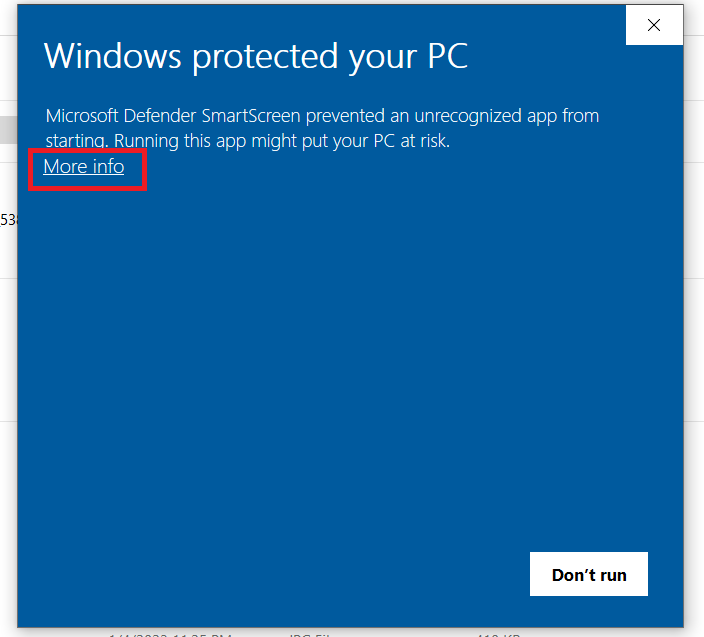 Windows protected your PC
Microsoft Defender SmartScreen prevented an unrecognized app from
starting. Running this app might put your PC at risk.
More info
538
Don't run